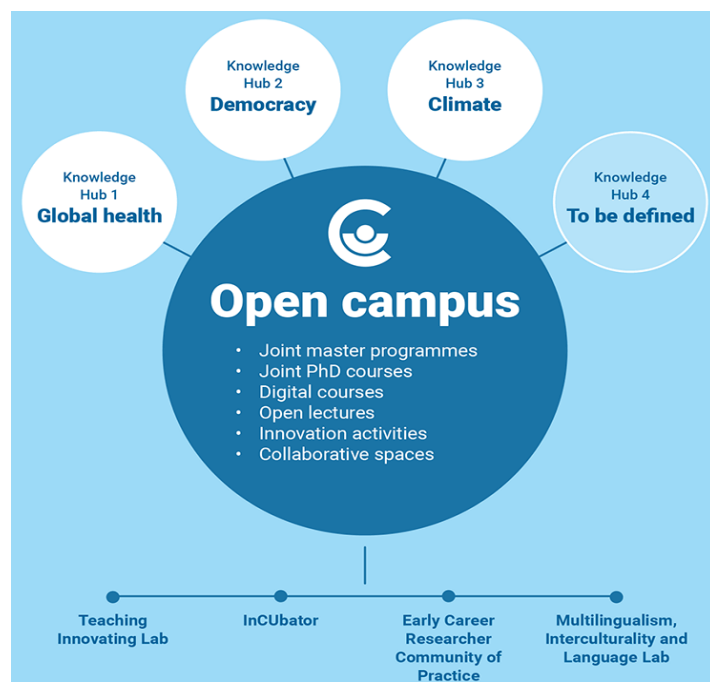 Knowledge
Hub 1
Global health
Knowledge
Hub 2
Democracy
Knowledge
Hub 3
Climate
Knowledge
Hub 4
To be defined
Open campus
• Joint master programmes
• Joint PhD courses
• Digital courses
• Open lectures
• Innovation activities
• Collaborative spaces
Teaching
Innovating Lab
InCUbator
Early Career
Researcher
Community of
Practice
Multilingualism,
Interculturality and
Language Lab